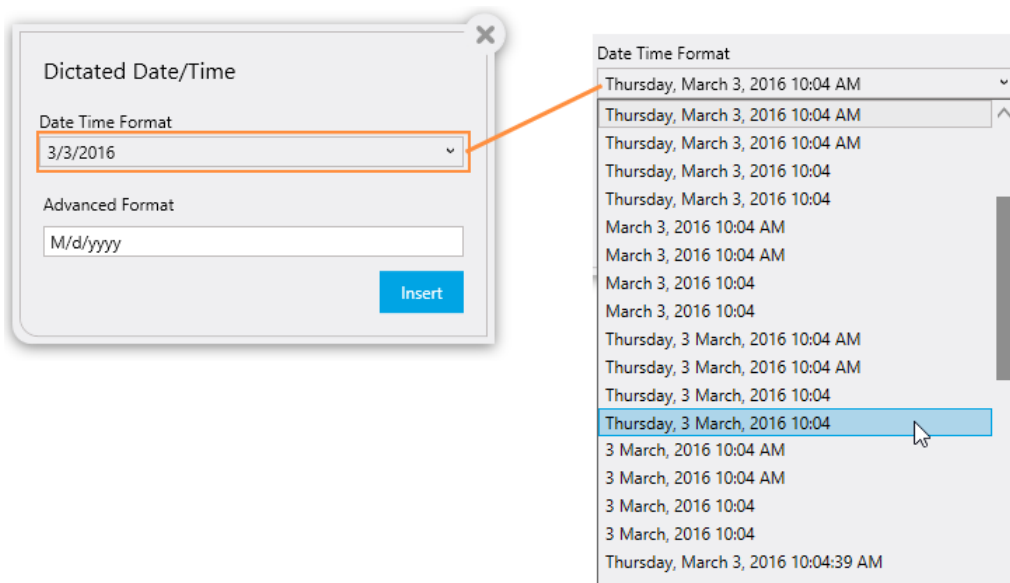 Dictated Date/Time
Date Time Format
3/3/2016
Advanced Format
M/d/yyyy
Insert
Date Time Format
Thursday, March 3, 2016 10:04 AM
Thursday, March 3, 2016 10:04 AM
Thursday, March 3, 2016 10:04 AM
Thursday, March 3, 2016 10:04
Thursday, March 3, 2016 10:04
March 3, 2016 10:04 AM
March 3, 2016 10:04 AM
March 3, 2016 10:04
March 3, 2016 10:04
Thursday, 3 March, 2016 10:04 AM
Thursday, 3 March, 2016 10:04 AM
Thursday, 3 March, 2016 10:04
Thursday, 3 March, 2016 10:04
3 March, 2016 10:04 AM
3 March, 2016 10:04 AM
3 March, 2016 10:04
3 March, 2016 10:04
Thursday, March 3, 2016 10:04:39 AM